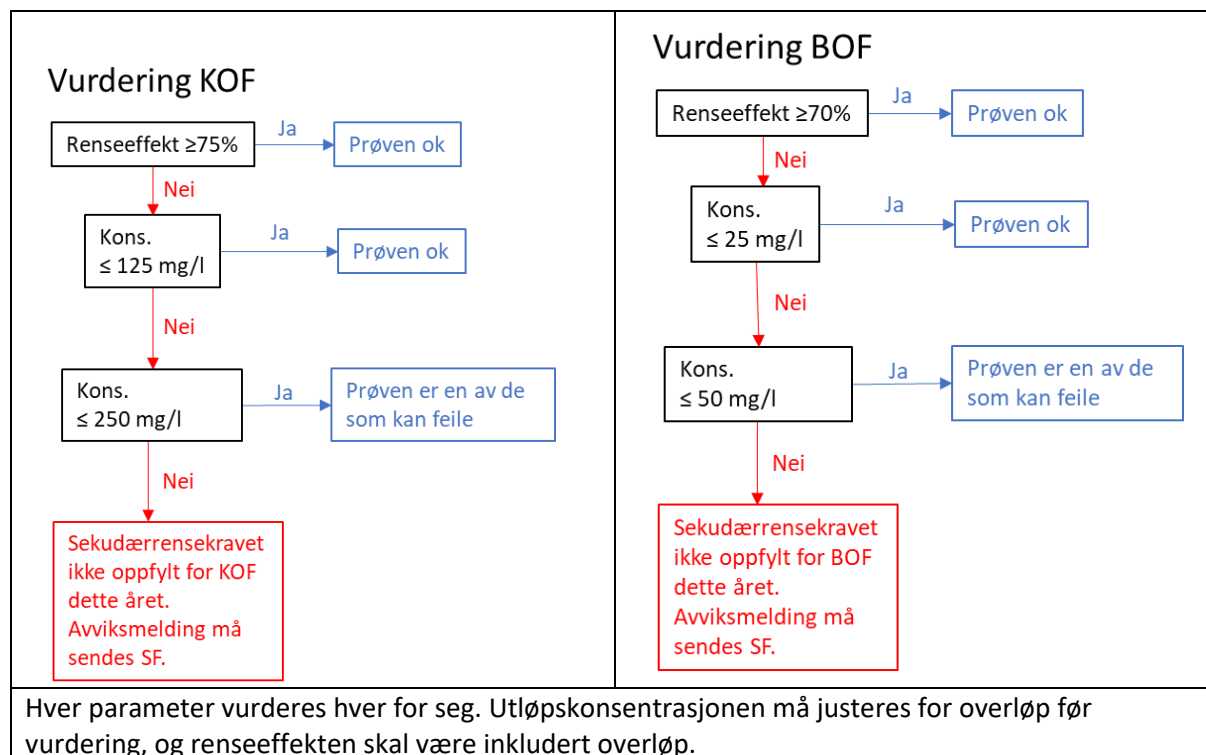 Vurdering KOF
Renseeffekt ≥75%
Ja
Prøven ok
Nei
Kons.
≤ 125 mg/l
Ja
Prøven ok
Nei
Kons.
≤ 250 mg/l
Ja
Prøven er en av de
som kan feile
Nei
Sekudærrensekravet
ikke oppfylt for KOF
dette året.
Avviksmelding må
sendes SF.
Vurdering BOF
Renseeffekt ≥70%
Ja
Prøven ok
Nei
Kons.
≤ 25 mg/l
Ja
Prøven ok
Nei
Kons.
≤ 50 mg/l
Ja
Prøven er en av de
som kan feile
Nei
Sekudærrensekravet
ikke oppfylt for BOF
dette året.
Avviksmelding må
sendes SF.
Hver parameter vurderes hver for seg. Utløpskonsentrasjonen må justeres for overløp før
vurdering, og renseeffekten skal være inkludert overløp.